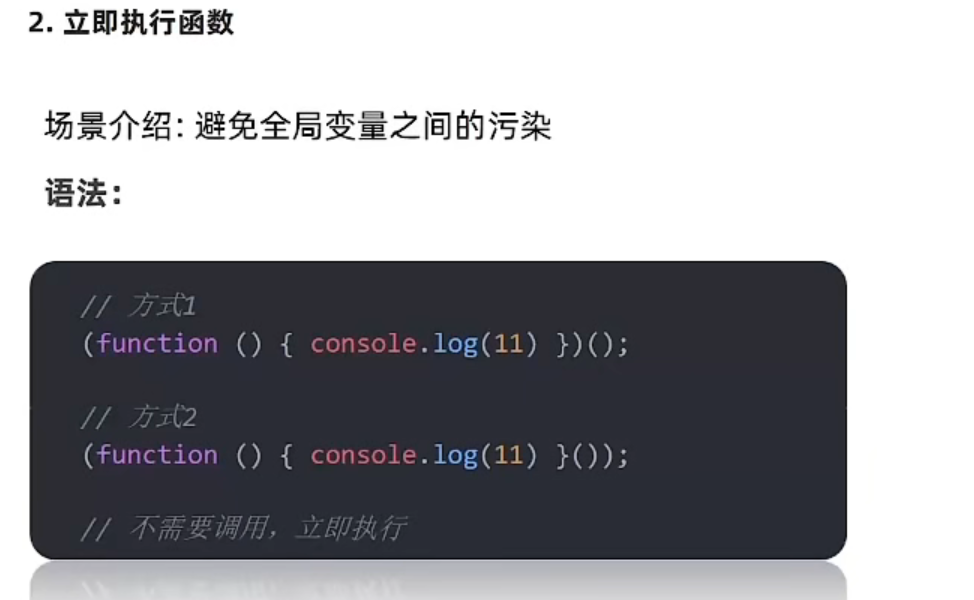 2. 立即执行函数
场景介绍: 避免全局变量之间的污染
语法：
// 方式1
(function () { console.log(11) })();
// 方式2
(function () { console.log(11) }());
// 不需要调用，立即执行